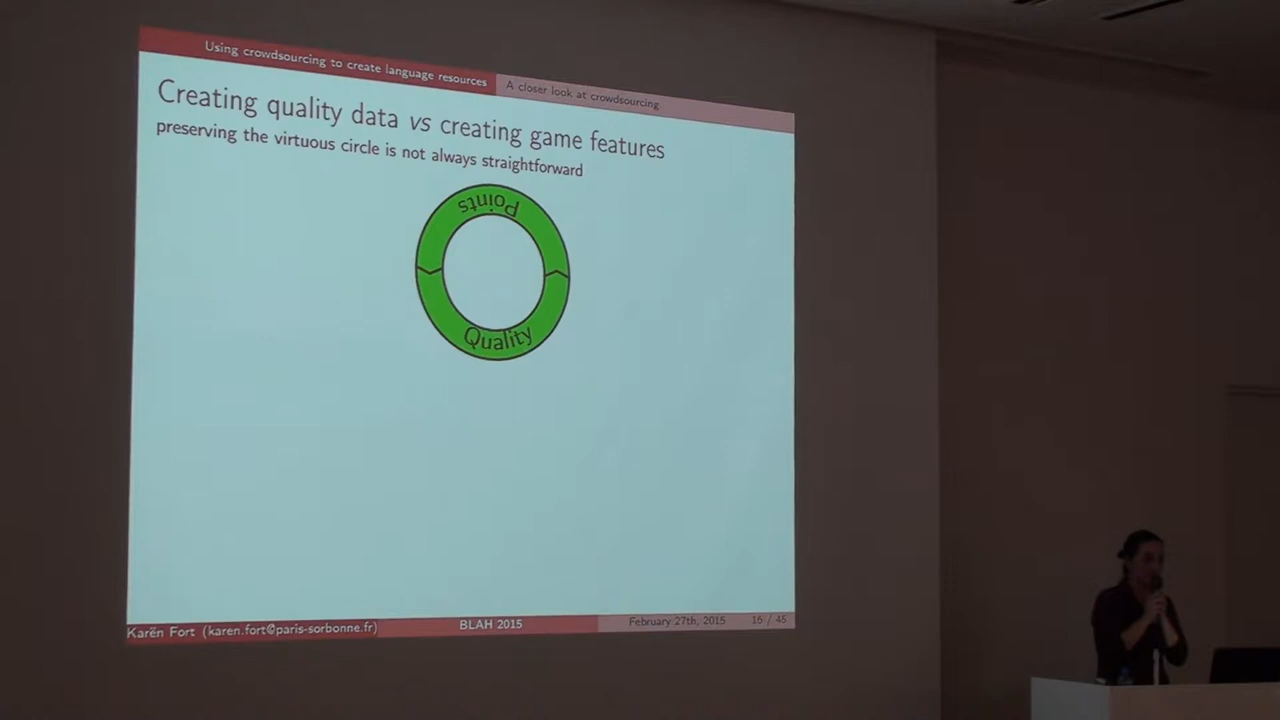 Using crowdsourcing to create language resources
A closer look at crowdsourcing
Creating quality data vs creating game features
preserving the virtuous circle is not always straightforward
Points
Quality
Karën Fort (karen.fort@paris-sorbonne.fr)
BLAH 2015
February 27th, 2015
16 / 45